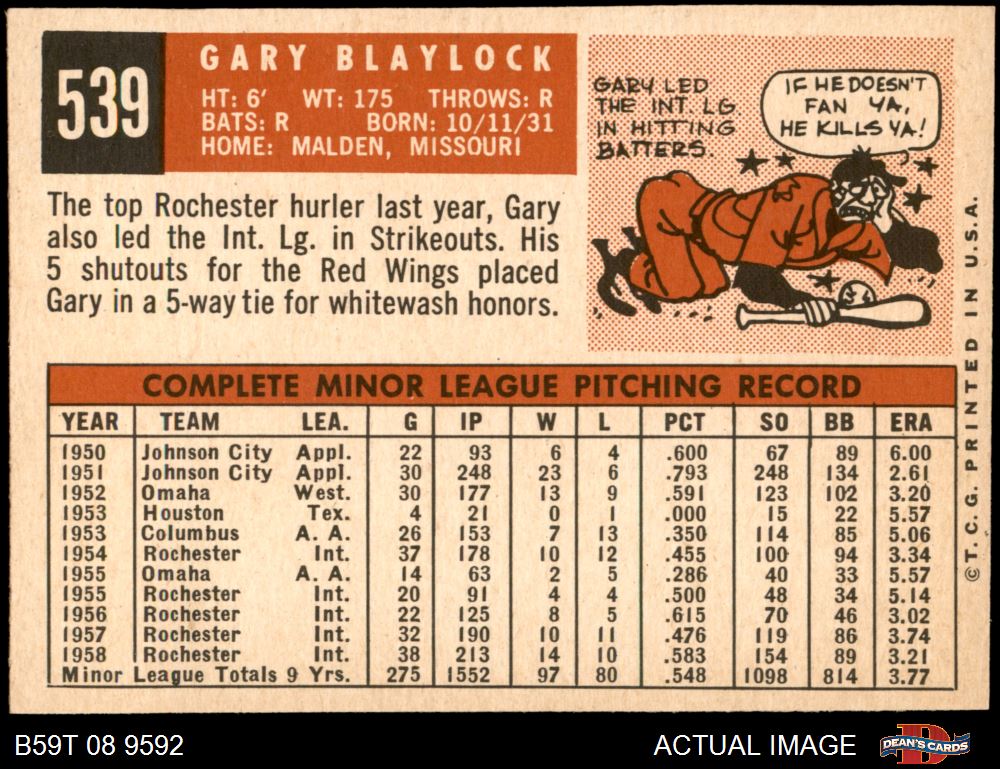 539
GARY BLAYLOCK
HT: 6' WT: 175 THROWS: R
BATS: R BORN: 10/11/31
HOME: MALDEN, MISSOURI
GARY LED
THE INT. LG
IN HITTING
BATTERS.
IF HE DOESN'T
FAN YA,
HE KILLS YA!
The top Rochester hurler last year, Gary
also led the Int. Lg. in Strikeouts. His
5 shutouts for the Red Wings placed
Gary in a 5-way tie for whitewash honors.
COMPLETE MINOR LEAGUE PITCHING RECORD
YEAR TEAM LEA. G IP W L PCT SO BB ERA
1950 Johnson City Appl. 22 93 6 4 .600 67 89 6.00
1951 Johnson City Appl. 30 248 23 6 .793 248 134 2.61
1952 Omaha West. 30 177 13 9 .591 123 102 3.20
1953 Houston Tex. 4 21 0 1 .000 15 22 5.57
1953 Columbus A. A. 26 153 7 13 .350 114 85 5.06
1954 Rochester Int. 37 178 10 12 .455 100 94 3.34
1955 Omaha A. A. 14 63 2 5 .286 40 33 5.57
1955 Rochester Int. 20 91 4 4 .500 48 34 5.14
1956 Rochester Int. 22 125 8 5 .615 70 46 3.02
1957 Rochester Int. 32 190 10 11 .476 119 86 3.74
1958 Rochester Int. 38 213 14 10 .583 154 89 3.21
Minor League Totals 9 Yrs. 275 1552 97 80 .548 1098 814 3.77
© T. C. G. PRINTED IN U.S.A.
B59T 08 9592
ACTUAL IMAGE
DEAN'S CARDS